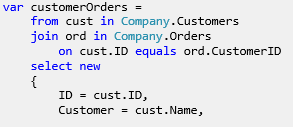 var customerOrders =
from cust in Company.Customers
join ord in Company.Orders
on cust.ID equals ord.CustomerID
select new
{
ID = cust.ID,
Customer = cust.Name,